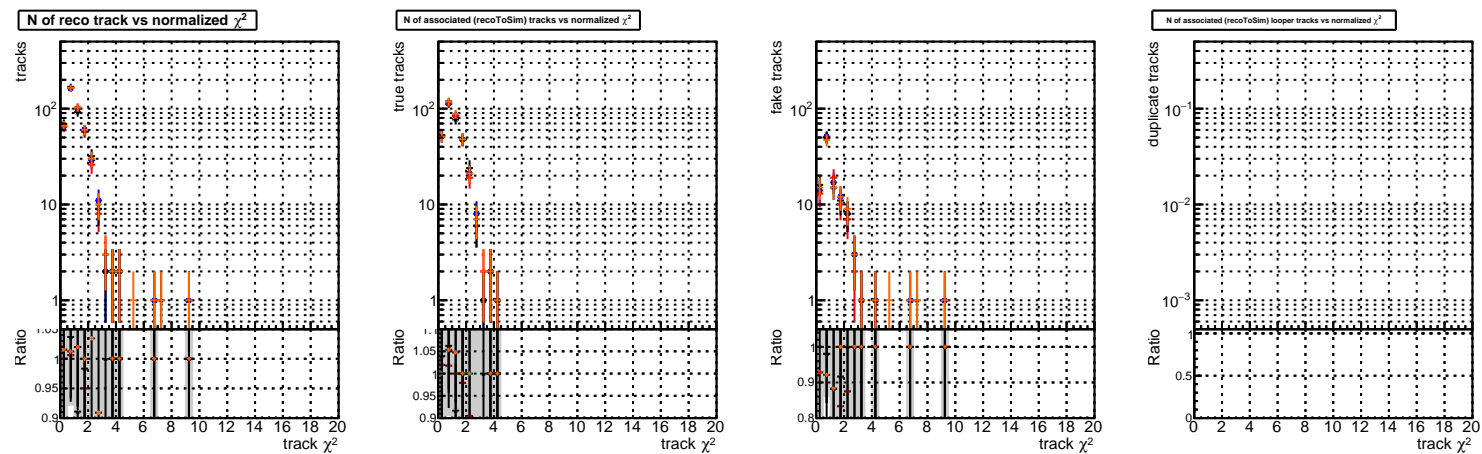 N of reco track vs normalized χ²
tracks
10²
10
1
Ratio
1.05
1
0.95
0.9
0 2 4 6 8 10 12 14 16 18 20
track χ²
N of associated (recoToSim) tracks vs normalized χ²
true tracks
10²
10
1
Ratio
1.1
1.05
1
0.95
0.9
0 2 4 6 8 10 12 14 16 18 20
track χ²
fake tracks
10²
10
1
Ratio
1
0.9
0.8
0 2 4 6 8 10 12 14 16 18 20
track χ²
N of associated (recoToSim) looper tracks vs normalized χ²
duplicate tracks
10⁻¹
10⁻²
10⁻³
Ratio
1
0.5
0
0 2 4 6 8 10 12 14 16 18 20
track χ²